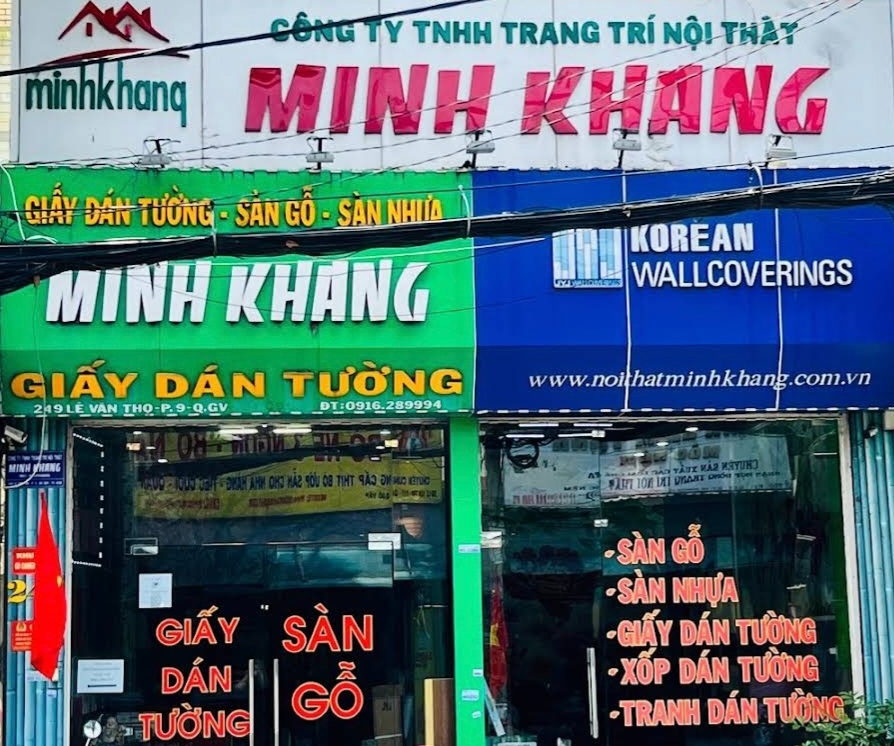 minhkhang
CÔNG TY TNHH TRANG TRÍ NỘI THẤT
MINH KHANG
GIẤY DÁN TƯỜNG - SÀN GỖ - SÀN NHỰA
MINH KHANG
GIẤY DÁN TƯỜNG
249 LÊ VĂN THỌ-P.9-Q.GV
ĐT:0916.289994
KOREAN
WALLCOVERINGS
www.noithatminhkhang.com.vn
MINH KHANG
GIẤY
DÁN
TƯỜNG
SÀN
GỖ
-SÀN GỖ
-SÀN NHỰA
-GIẤY DÁN TƯỜNG
-XỐP DÁN TƯỜNG
-TRANH DÁN TƯỜNG